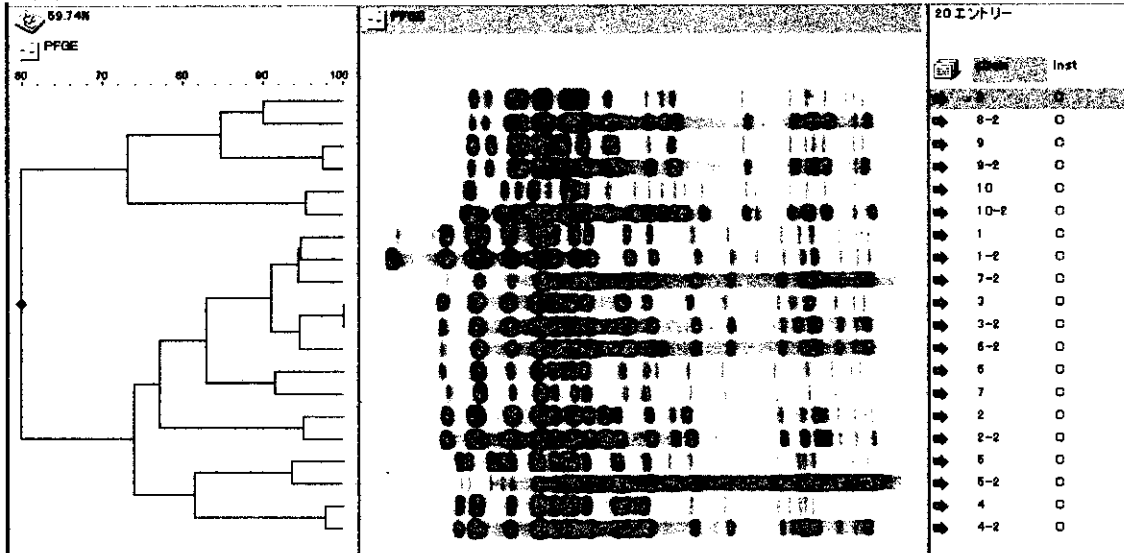 59.74%
PFGE
60 70 80 90 100
PFGE
20エントリー
Inst
8-2 C
9 C
9-2 C
10 C
10-2 C
1 C
1-2 C
7-2 C
3 C
3-2 C
6-2 C
6 C
7 C
2 C
2-2 C
5 C
5-2 C
4 C
4-2 C